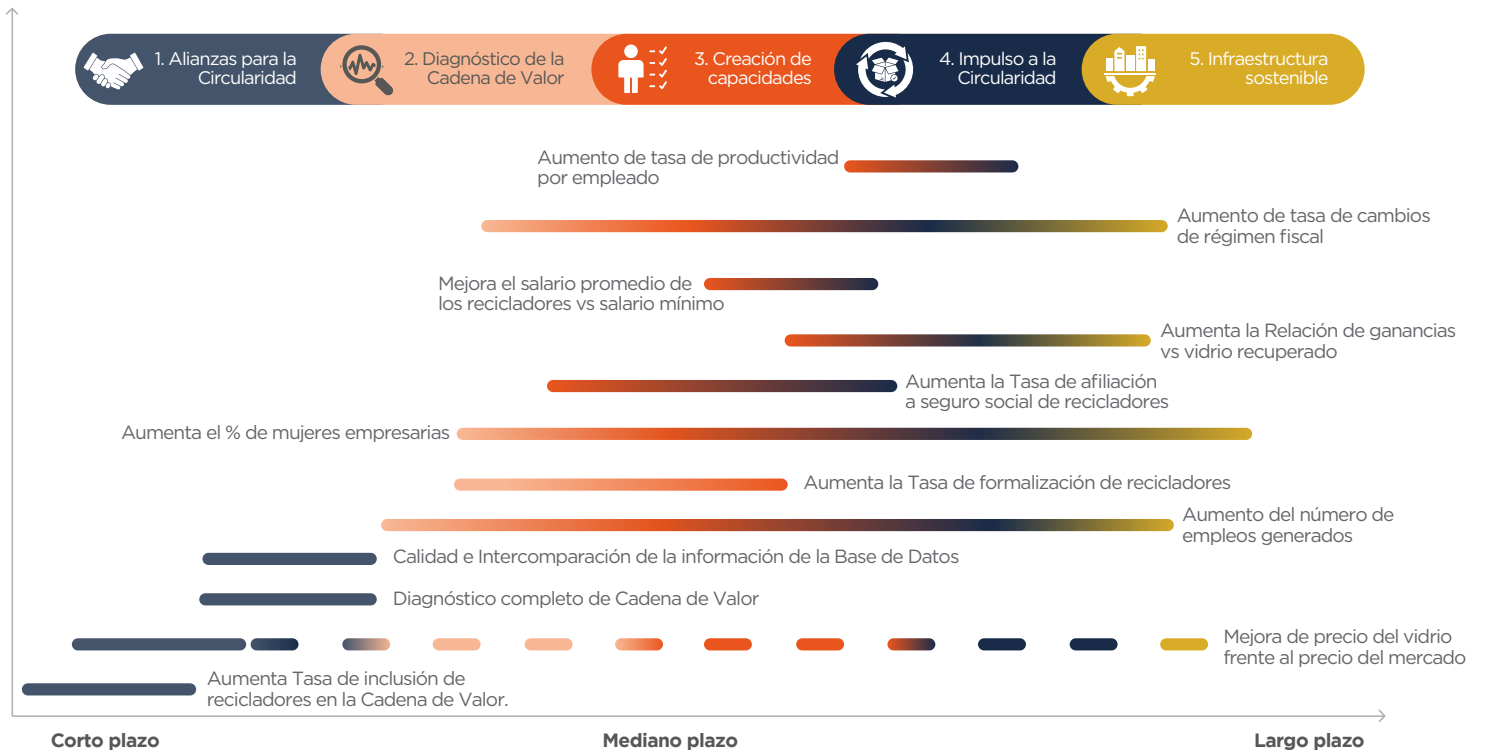 1. Alianzas para la
Circularidad
2. Diagnóstico de la
Cadena de Valor
3. Creación de
capacidades
4. Impulso a la
Circularidad
5. Infraestructura
sostenible
Aumento de tasa de productividad
por empleado
Aumento de tasa de cambios
de régimen fiscal
Mejora el salario promedio de
los recicladores vs salario mínimo
Aumenta la Relación de ganancias
vs vidrio recuperado
Aumenta la Tasa de afiliación
a seguro social de recicladores
Aumenta el % de mujeres empresarias
Aumenta la Tasa de formalización de recicladores
Aumento del número de
empleos generados
Calidad e Intercomparación de la información de la Base de Datos
Diagnóstico completo de Cadena de Valor
Mejora de precio del vidrio
frente al precio del mercado
Aumenta Tasa de inclusión de
recicladores en la Cadena de Valor.
Corto plazo
Mediano plazo
Largo plazo